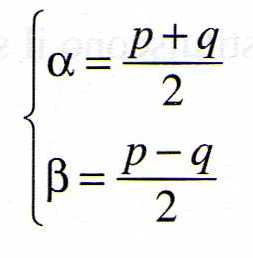 α = (p + q) / 2
β = (p − q) / 2